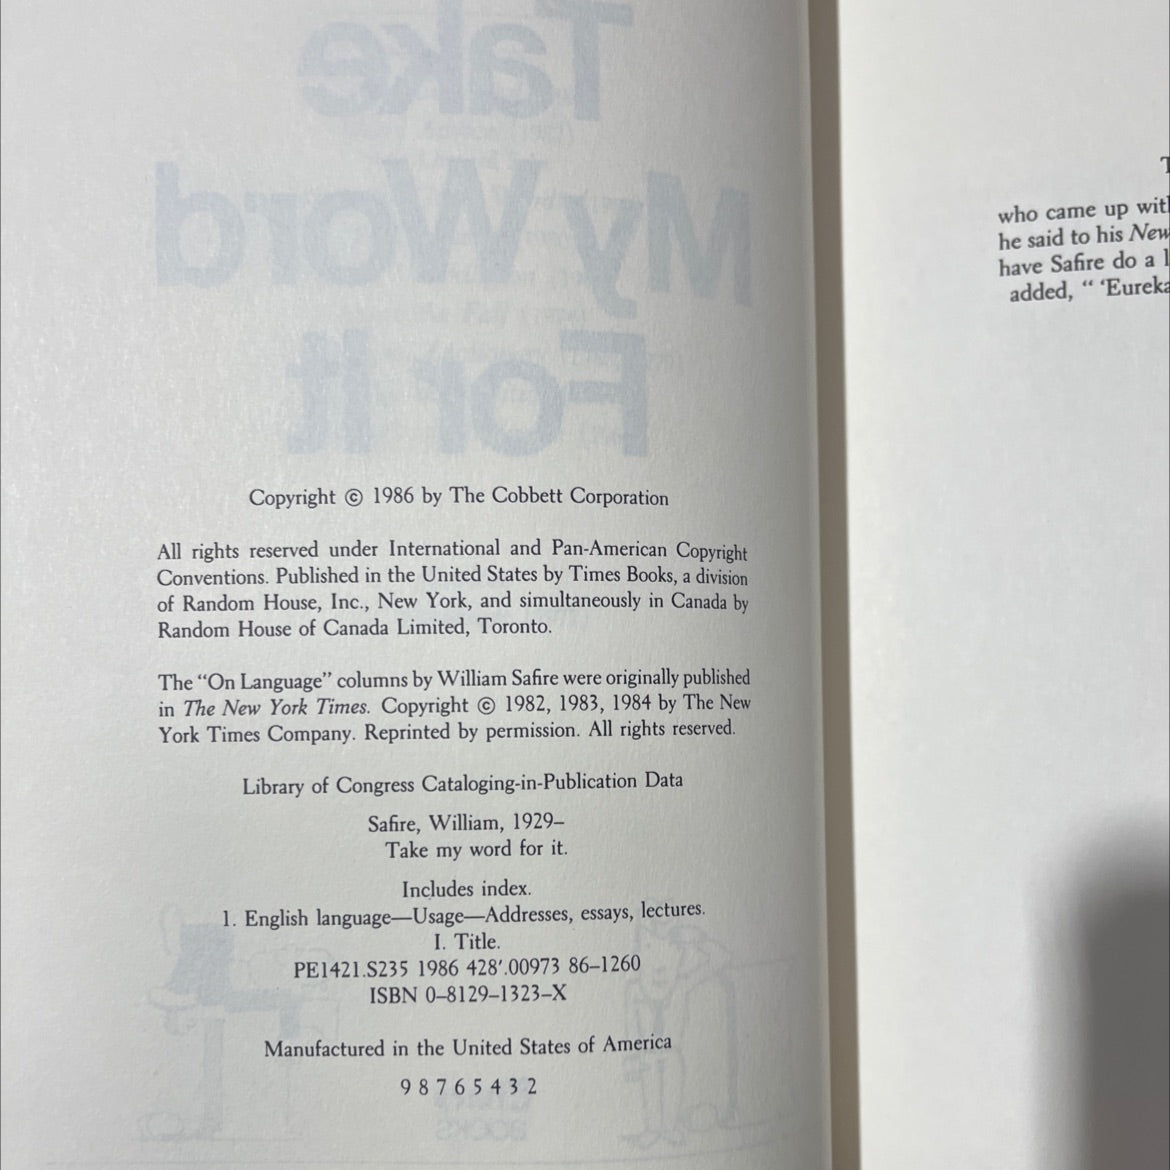 Take
My Word
For It
Copyright © 1986 by The Cobbett Corporation
All rights reserved under International and Pan-American Copyright
Conventions. Published in the United States by Times Books, a division
of Random House, Inc., New York, and simultaneously in Canada by
Random House of Canada Limited, Toronto.
The “On Language” columns by William Safire were originally published
in The New York Times. Copyright © 1982, 1983, 1984 by The New
York Times Company. Reprinted by permission. All rights reserved.
Library of Congress Cataloging-in-Publication Data
Safire, William, 1929–
Take my word for it.
Includes index.
1. English language—Usage—Addresses, essays, lectures.
I. Title.
PE1421.S235 1986 428′.00973 86–1260
ISBN 0–8129–1323–X
Manufactured in the United States of America
9 8 7 6 5 4 3 2
BOOKS
who came up with
he said to his New
have Safire do a
added, “ ‘Eureka